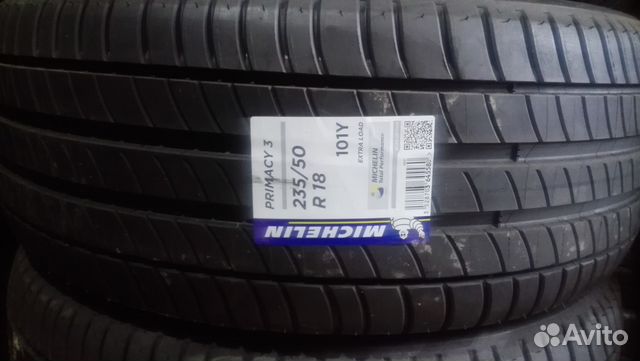 PRIMACY 3
235/50
R 18
101Y
EXTRA LOAD
MICHELIN
Total Performance
MICHELIN
Avito